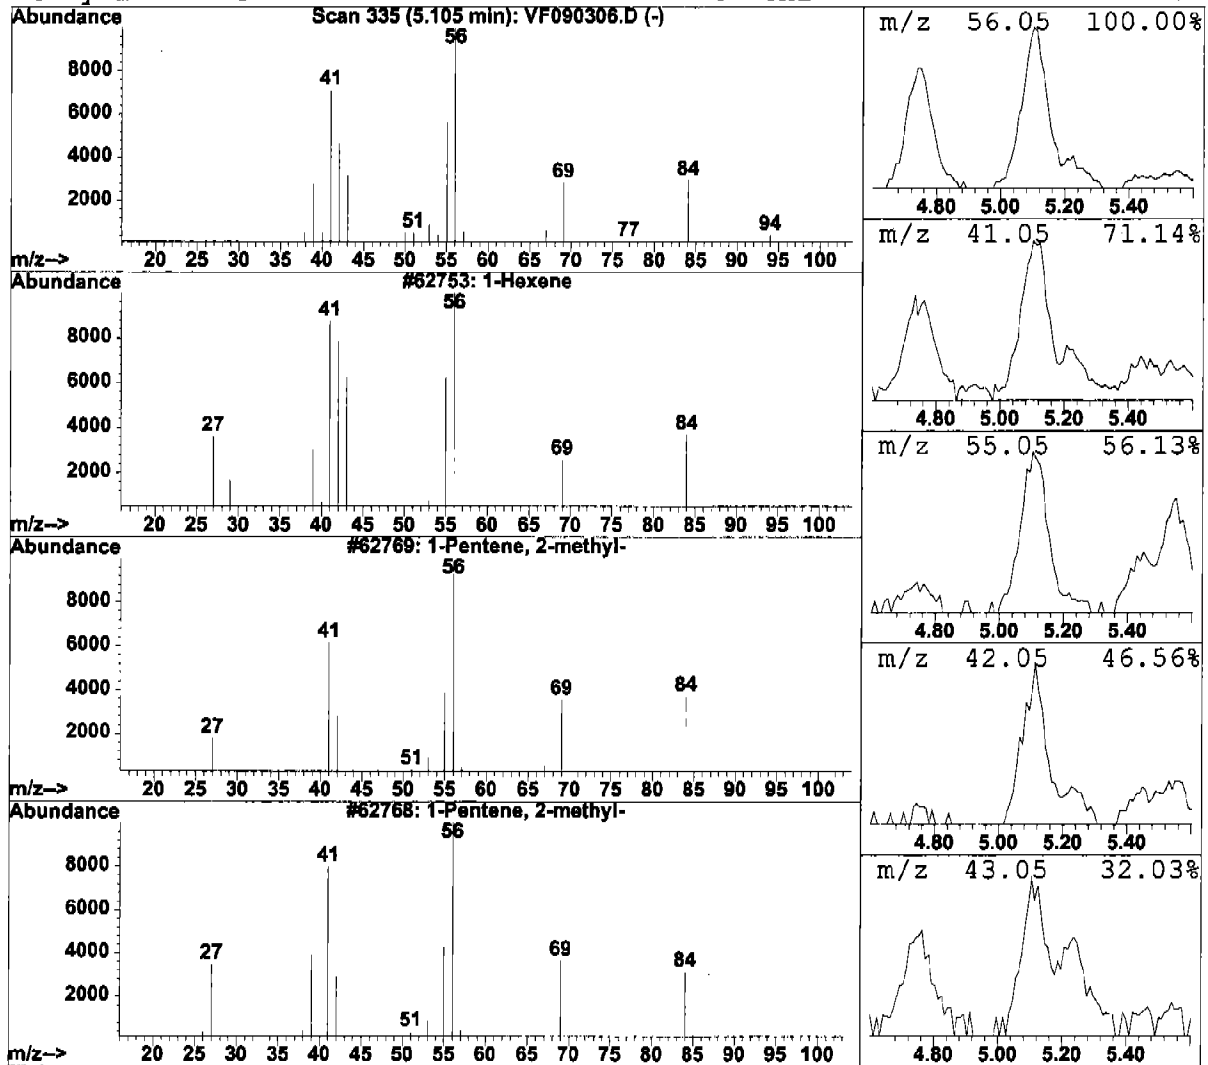 Abundance
Scan 335 (5.105 min): VF090306.D (-)
56
8000
41
6000
4000
69
84
2000
51
77
94
m/z-->
20 25 30 35 40 45 50 55 60 65 70 75 80 85 90 95 100
Abundance
#62753: 1-Hexene
56
41
8000
6000
27
84
4000
69
2000
m/z-->
20 25 30 35 40 45 50 55 60 65 70 75 80 85 90 95 100
Abundance
#62769: 1-Pentene, 2-methyl-
56
8000
41
6000
69
84
4000
27
2000
51
m/z-->
20 25 30 35 40 45 50 55 60 65 70 75 80 85 90 95 100
Abundance
#62768: 1-Pentene, 2-methyl-
56
41
8000
6000
27
69
84
4000
2000
51
m/z-->
20 25 30 35 40 45 50 55 60 65 70 75 80 85 90 95 100
m/z 56.05 100.00%
4.80 5.00 5.20 5.40
m/z 41.05 71.14%
4.80 5.00 5.20 5.40
m/z 55.05 56.13%
4.80 5.00 5.20 5.40
m/z 42.05 46.56%
4.80 5.00 5.20 5.40
m/z 43.05 32.03%
4.80 5.00 5.20 5.40